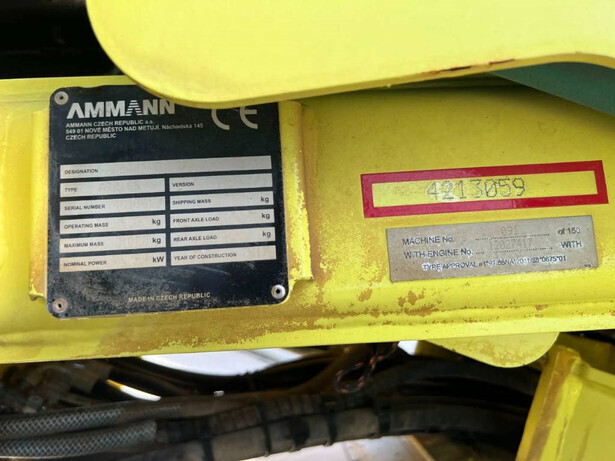 AMMANN
CE
AMMANN CZECH REPUBLIC a.s.
549 01 NOVÉ MĚSTO NAD METUJÍ, Náchodská 145
CZECH REPUBLIC
DESIGNATION
TYPE VERSION
SERIAL NUMBER SHIPPING MASS kg
OPERATING MASS kg FRONT AXLE LOAD kg
MAXIMUM MASS kg REAR AXLE LOAD kg
NOMINAL POWER kW YEAR OF CONSTRUCTION
MADE IN CZECH REPUBLIC
4213059
MACHINE No. of 150
WITH ENGINE No. WITH
TYPE APPROVAL